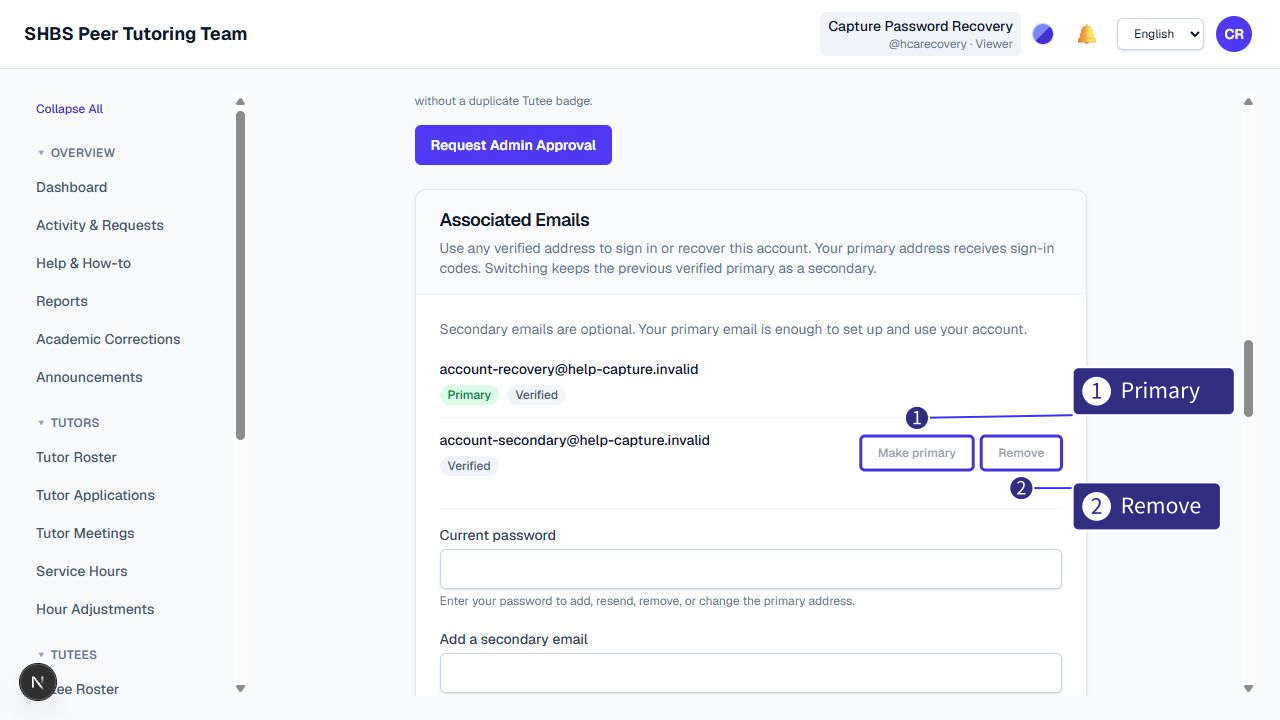 SHBS Peer Tutoring Team
Capture Password Recovery
@hcarecovery · Viewer
English
CR
Collapse All
OVERVIEW
Dashboard
Activity & Requests
Help & How-to
Reports
Academic Corrections
Announcements
TUTORS
Tutor Roster
Tutor Applications
Tutor Meetings
Service Hours
Hour Adjustments
TUTEES
N
tee Roster
without a duplicate Tutee badge.
Request Admin Approval
Associated Emails
Use any verified address to sign in or recover this account. Your primary address receives sign-in
codes. Switching keeps the previous verified primary as a secondary.
Secondary emails are optional. Your primary email is enough to set up and use your account.
account-recovery@help-capture.invalid
Primary Verified
1 Primary
1
account-secondary@help-capture.invalid
Verified
Make primary Remove
2
2 Remove
Current password
Enter your password to add, resend, remove, or change the primary address.
Add a secondary email